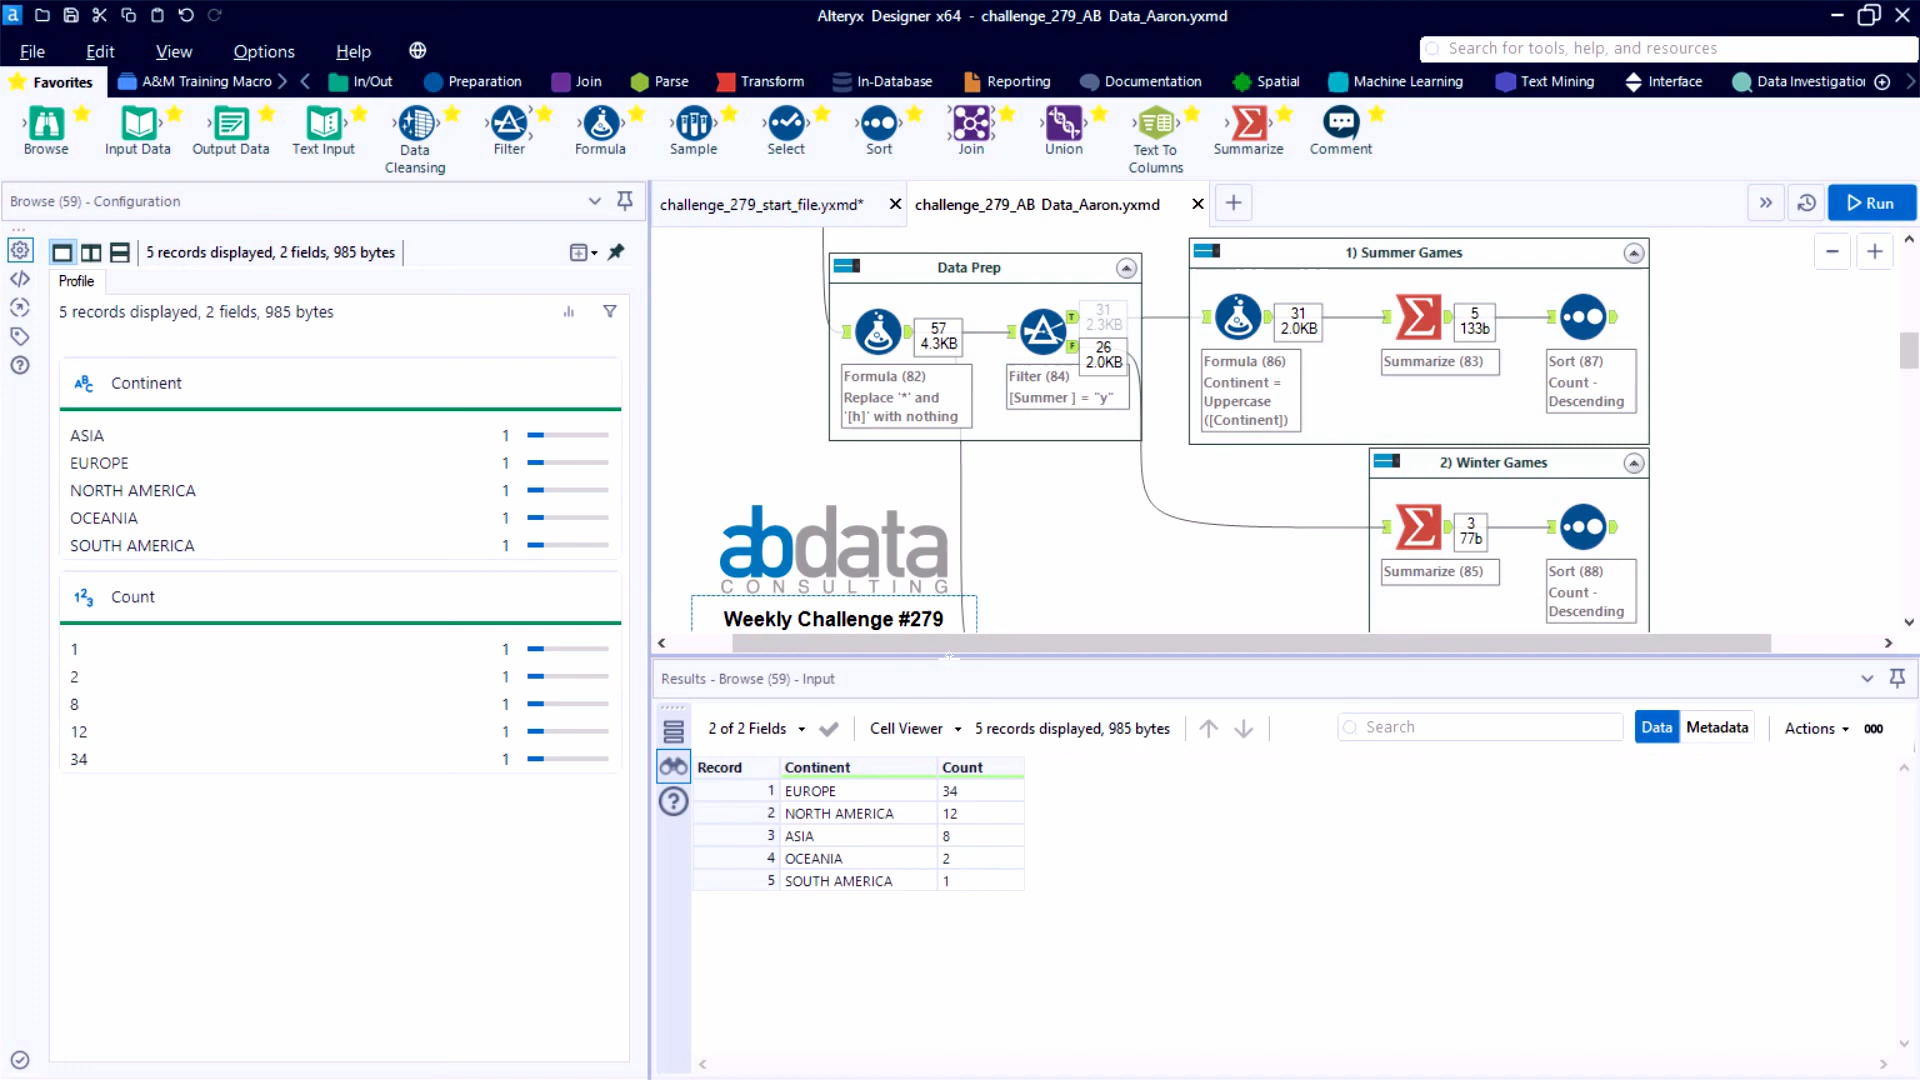 Alteryx Designer x64 - challenge_279_AB Data_Aaron.yxmd
File Edit View Options Help
Search for tools, help, and resources
Favorites A&M Training Macro In/Out Preparation Join Parse Transform In-Database Reporting Documentation Spatial Machine Learning Text Mining Interface Data Investigatio
Browse Input Data Output Data Text Input Data Cleansing Filter Formula Sample Select Sort Join Union Text To Columns Summarize Comment
Browse (59) - Configuration
challenge_279_start_file.yxmd*
challenge_279_AB Data_Aaron.yxmd
Run
5 records displayed, 2 fields, 985 bytes
Profile
5 records displayed, 2 fields, 985 bytes
ABC Continent
ASIA 1
EUROPE 1
NORTH AMERICA 1
OCEANIA 1
SOUTH AMERICA 1
123 Count
1 1
2 1
8 1
12 1
34 1
Data Prep
57
4.3KB
T
31
2.3KB
F
26
2.0KB
Formula (82)
Replace '*' and
'[h]' with nothing
Filter (84)
[Summer ] = "y"
1) Summer Games
31
2.0KB
5
133b
Formula (86)
Continent =
Uppercase
([Continent])
Summarize (83)
Sort (87)
Count -
Descending
2) Winter Games
3
77b
Summarize (85)
Sort (88)
Count -
Descending
abdata
CONSULTING
Weekly Challenge #279
Results - Browse (59) - Input
2 of 2 Fields Cell Viewer 5 records displayed, 985 bytes Search Data Metadata Actions 000
Record Continent Count
1 EUROPE 34
2 NORTH AMERICA 12
3 ASIA 8
4 OCEANIA 2
5 SOUTH AMERICA 1